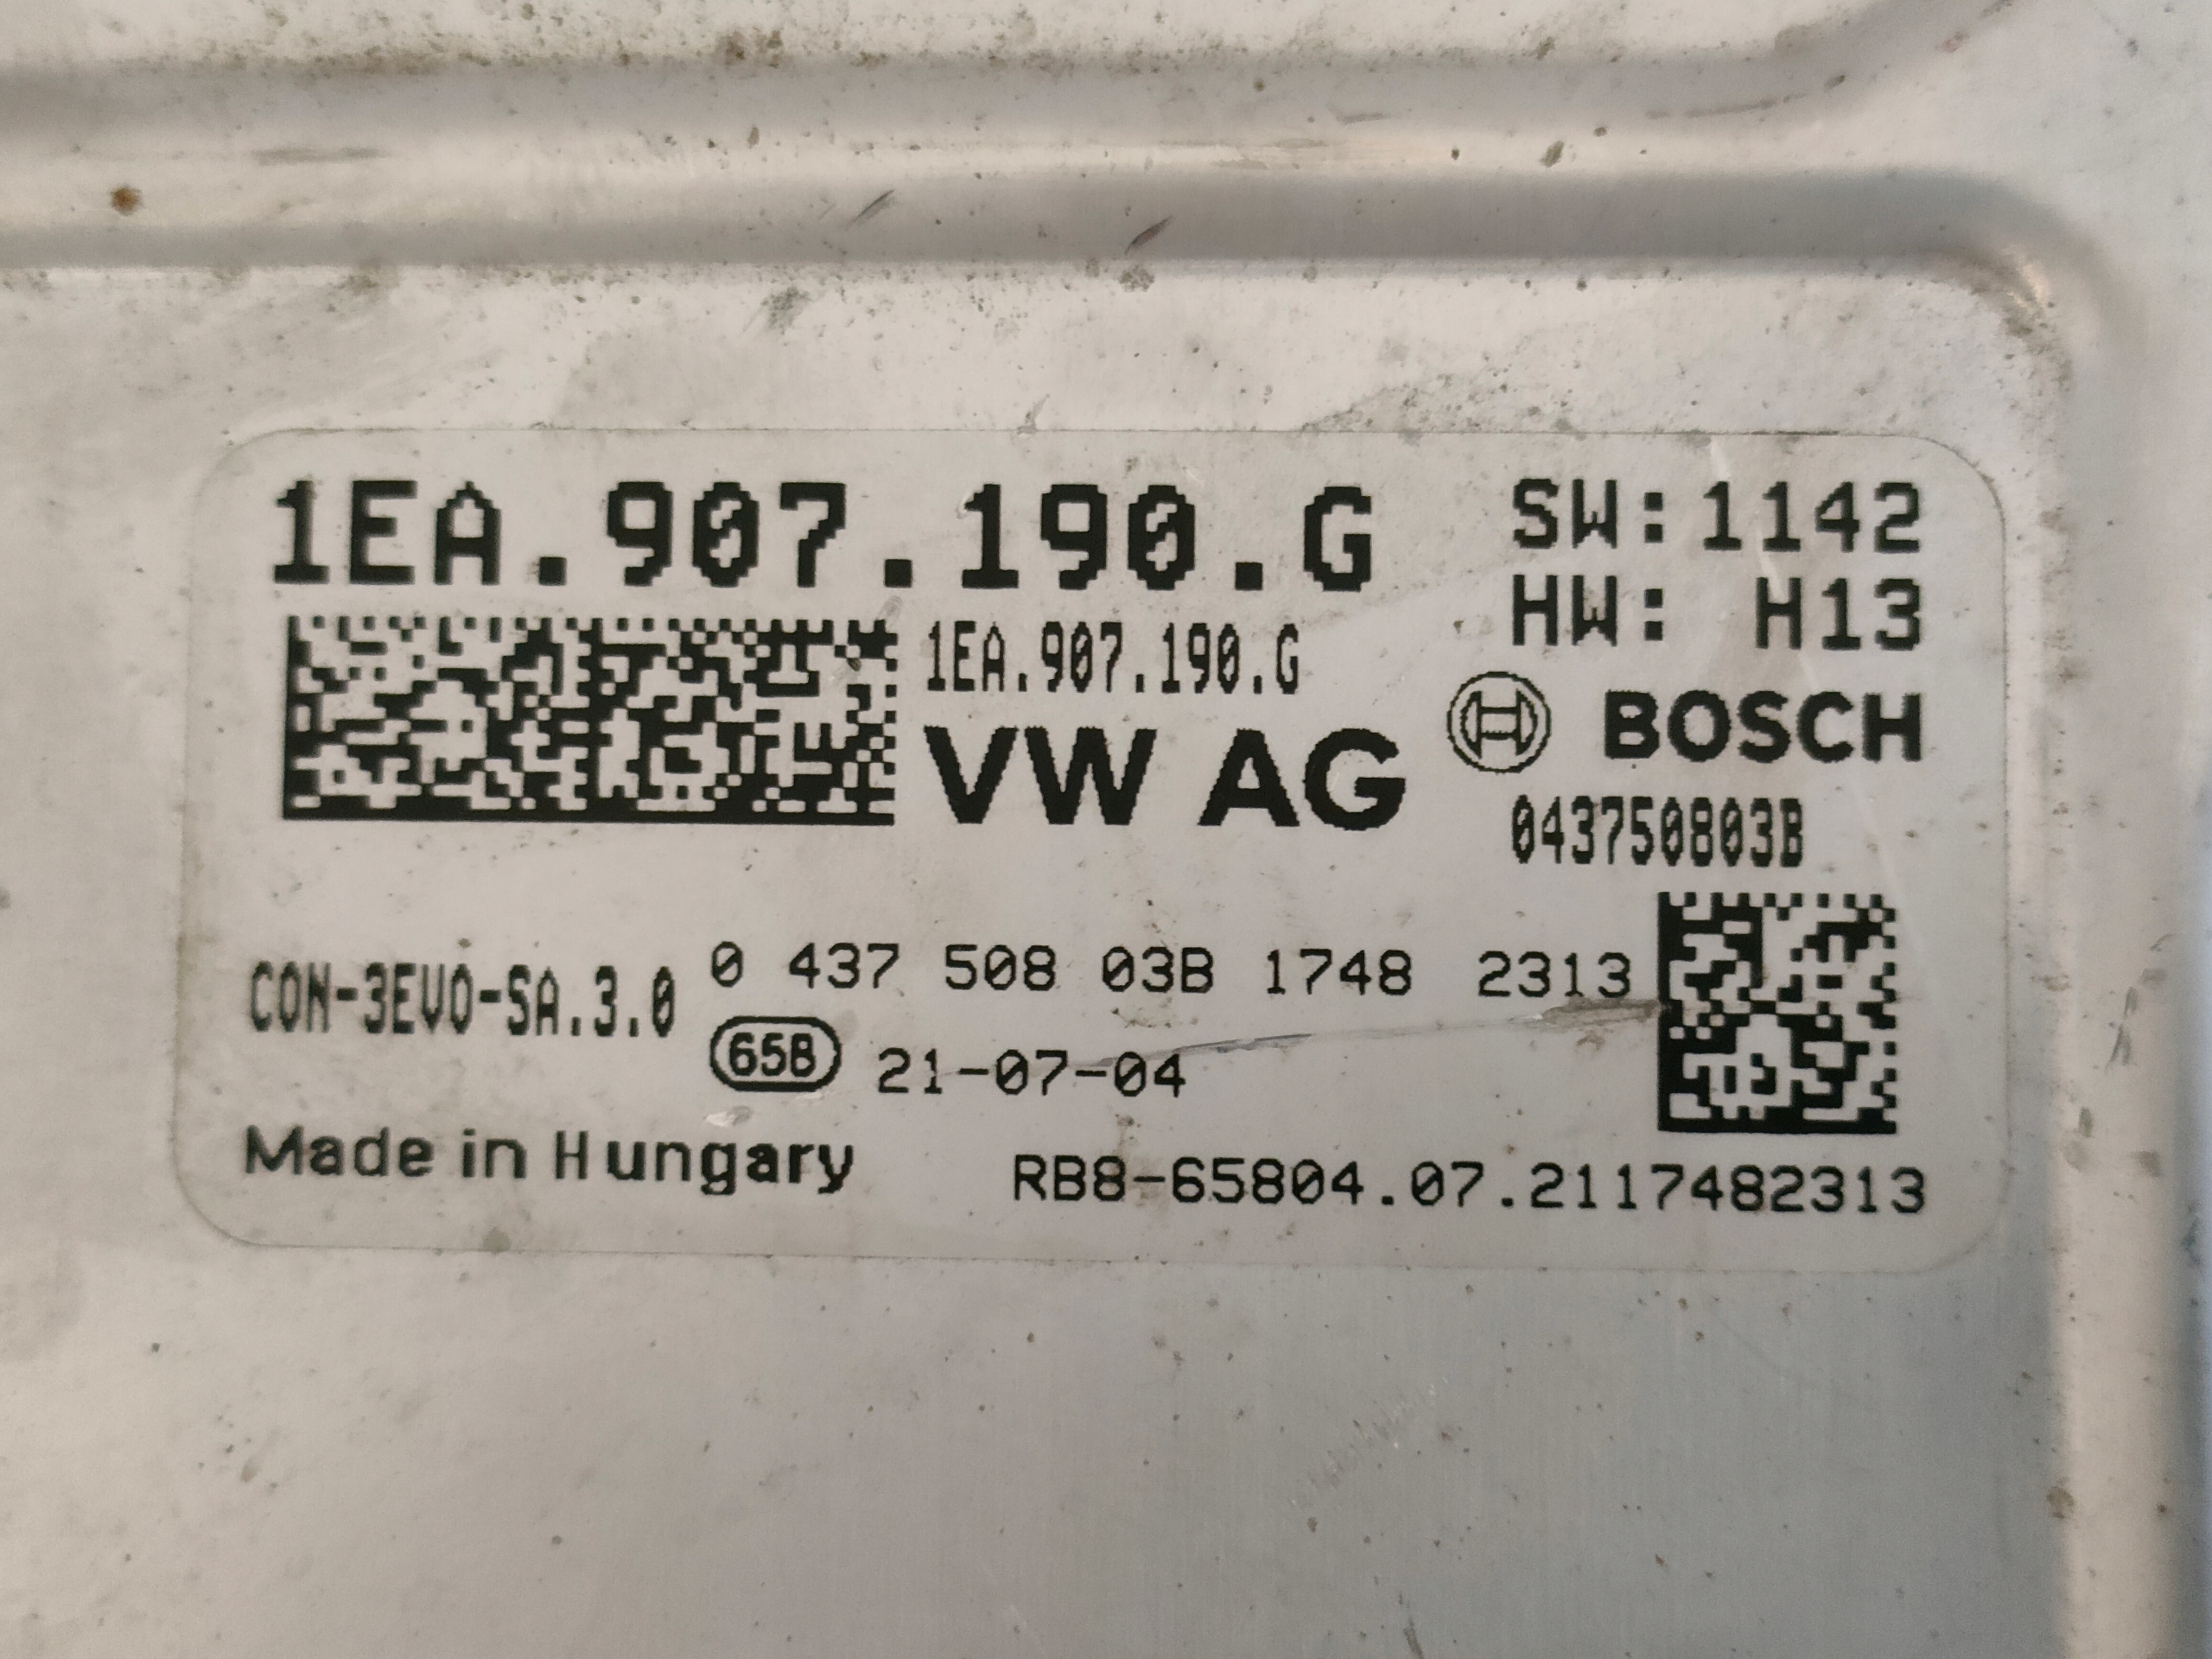 1EA.907.190.G
SW: 1142
HW: H13
1EA.907.190.G
VW AG
BOSCH
043750803B
CON-3EVO-SA.3.0
0 437 508 03B 1748 2313
65B
21-07-04
Made in Hungary
RB8-65804.07.2117482313